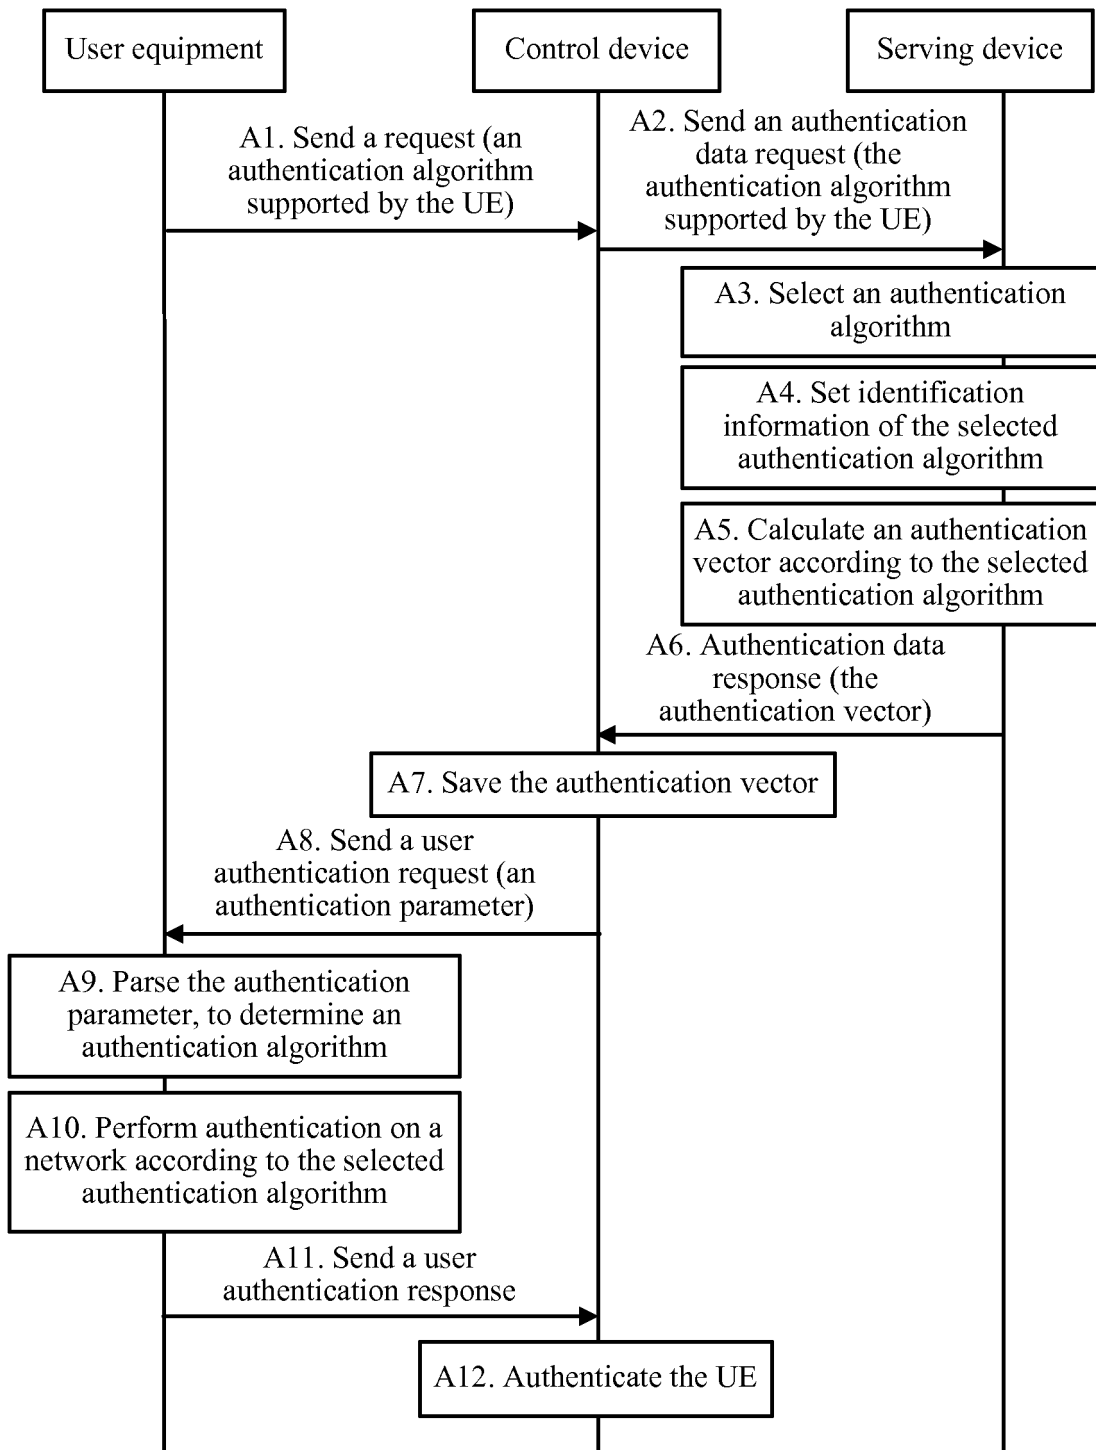 User equipment
Control device
Serving device
A1. Send a request (an
authentication algorithm
supported by the UE)
A2. Send an authentication
data request (the
authentication algorithm
supported by the UE)
A3. Select an authentication
algorithm
A4. Set identification
information of the selected
authentication algorithm
A5. Calculate an authentication
vector according to the selected
authentication algorithm
A6. Authentication data
response (the
authentication vector)
A7. Save the authentication vector
A8. Send a user
authentication request (an
authentication parameter)
A9. Parse the authentication
parameter, to determine an
authentication algorithm
A10. Perform authentication on a
network according to the selected
authentication algorithm
A11. Send a user
authentication response
A12. Authenticate the UE